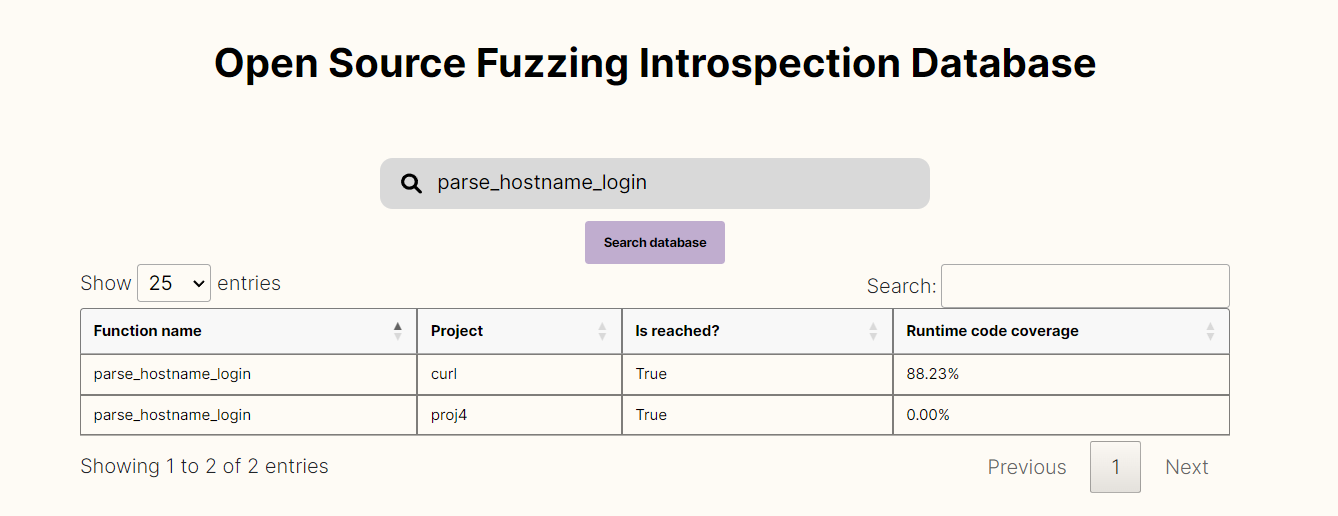 Open Source Fuzzing Introspection Database
parse_hostname_login
Search database
Show 25 entries
Search:
Function name Project Is reached? Runtime code coverage
parse_hostname_login curl True 88.23%
parse_hostname_login proj4 True 0.00%
Showing 1 to 2 of 2 entries
Previous 1 Next